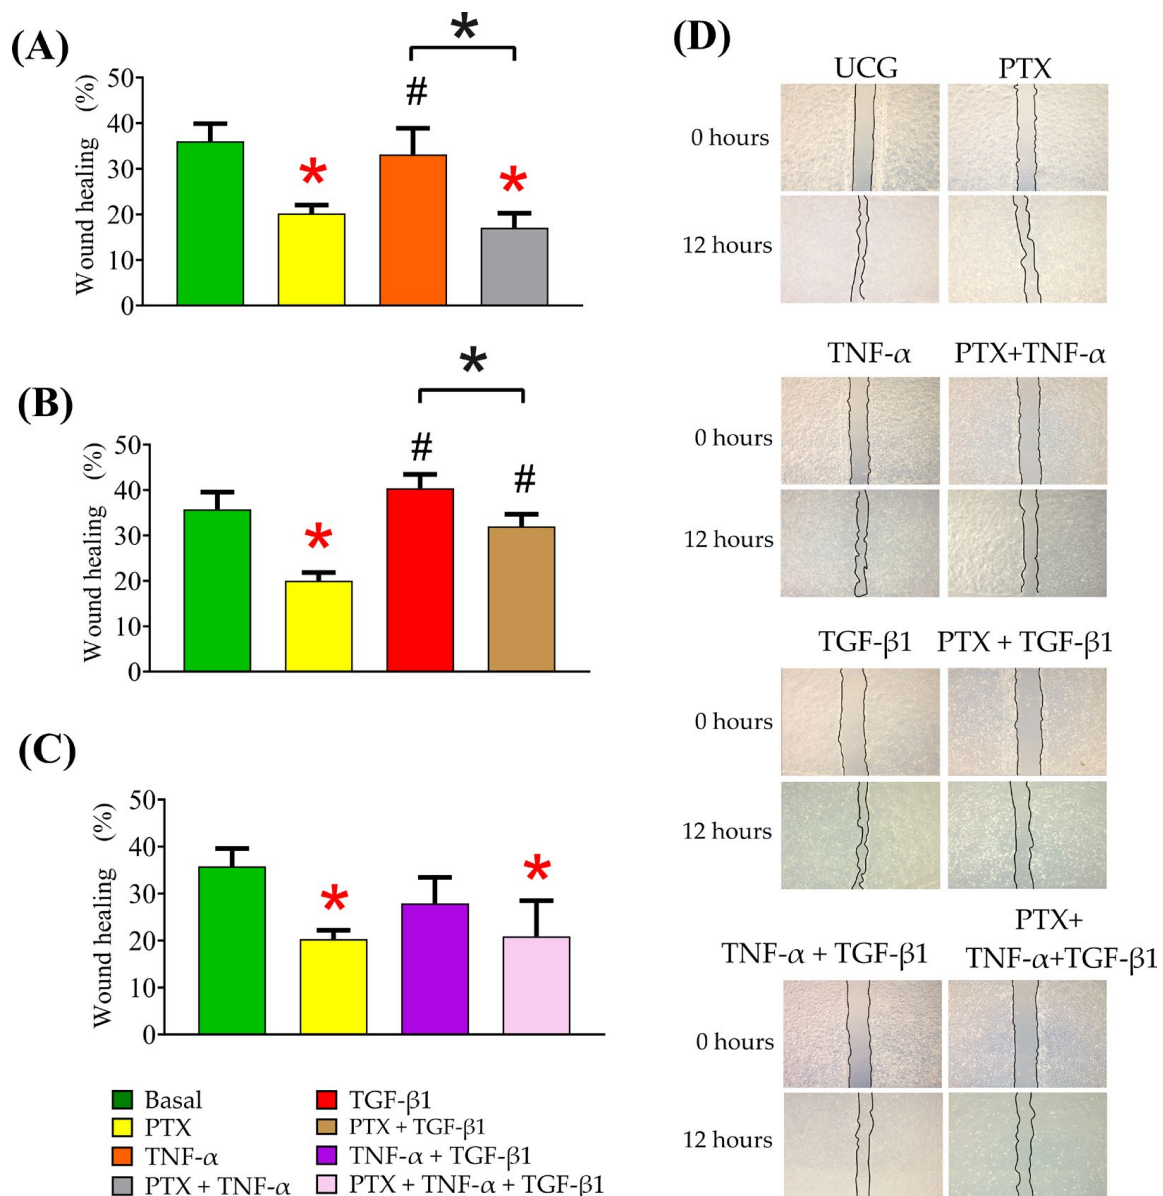 (A)
*
#
50
40
30
20
10
0
Wound healing (%)
*
*
(B)
*
#
#
50
40
30
20
10
0
Wound healing (%)
*
(C)
50
40
30
20
10
0
Wound healing (%)
*
*
Basal
PTX
TNF-α
PTX + TNF-α
TGF-β1
PTX + TGF-β1
TNF-α + TGF-β1
PTX + TNF-α + TGF-β1
(D)
UCG PTX
0 hours
12 hours
TNF-α PTX+TNF-α
0 hours
12 hours
TGF-β1 PTX + TGF-β1
0 hours
12 hours
TNF-α + TGF-β1
PTX+
TNF-α+TGF-β1
0 hours
12 hours